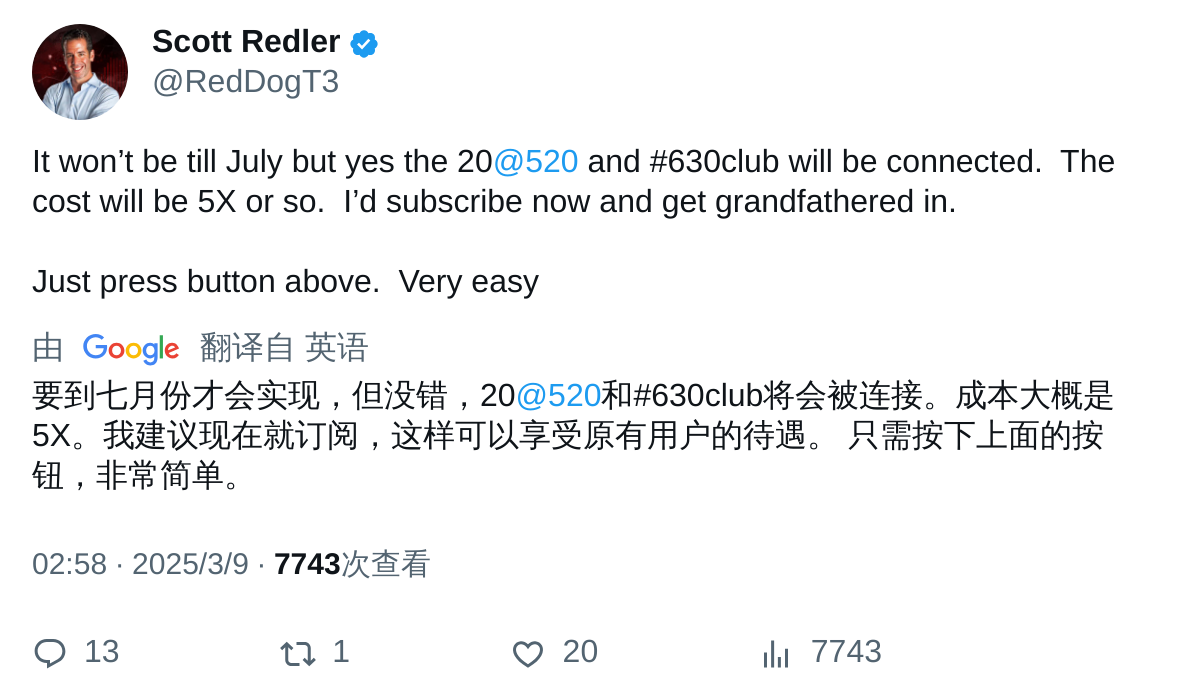 Scott Redler
@RedDogT3
It won’t be till July but yes the 20@520 and #630club will be connected.  The
cost will be 5X or so.  I’d subscribe now and get grandfathered in.
Just press button above.  Very easy
由 Google 翻译自 英语
要到七月份才会实现，但没错，20@520和#630club将会被连接。成本大概是
5X。我建议现在就订阅，这样可以享受原有用户的待遇。 只需按下上面的按
钮，非常简单。
02:58 · 2025/3/9 · 7743次查看
13 1 20 7743